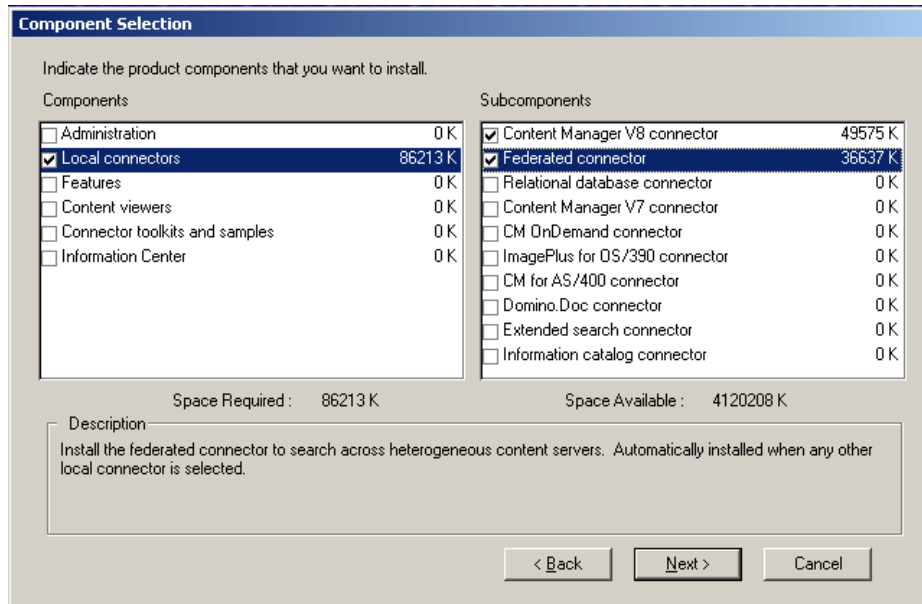 Component Selection
Indicate the product components that you want to install.
Components
Administration 0 K
Local connectors 86213 K
Features 0 K
Content viewers 0 K
Connector toolkits and samples 0 K
Information Center 0 K
Subcomponents
Content Manager V8 connector 49575 K
Federated connector 36637 K
Relational database connector 0 K
Content Manager V7 connector 0 K
CM OnDemand connector 0 K
ImagePlus for OS/390 connector 0 K
CM for AS/400 connector 0 K
Domino.Doc connector 0 K
Extended search connector 0 K
Information catalog connector 0 K
Space Required : 86213 K
Space Available : 4120208 K
Description
Install the federated connector to search across heterogeneous content servers. Automatically installed when any other
local connector is selected.
< Back
Next >
Cancel